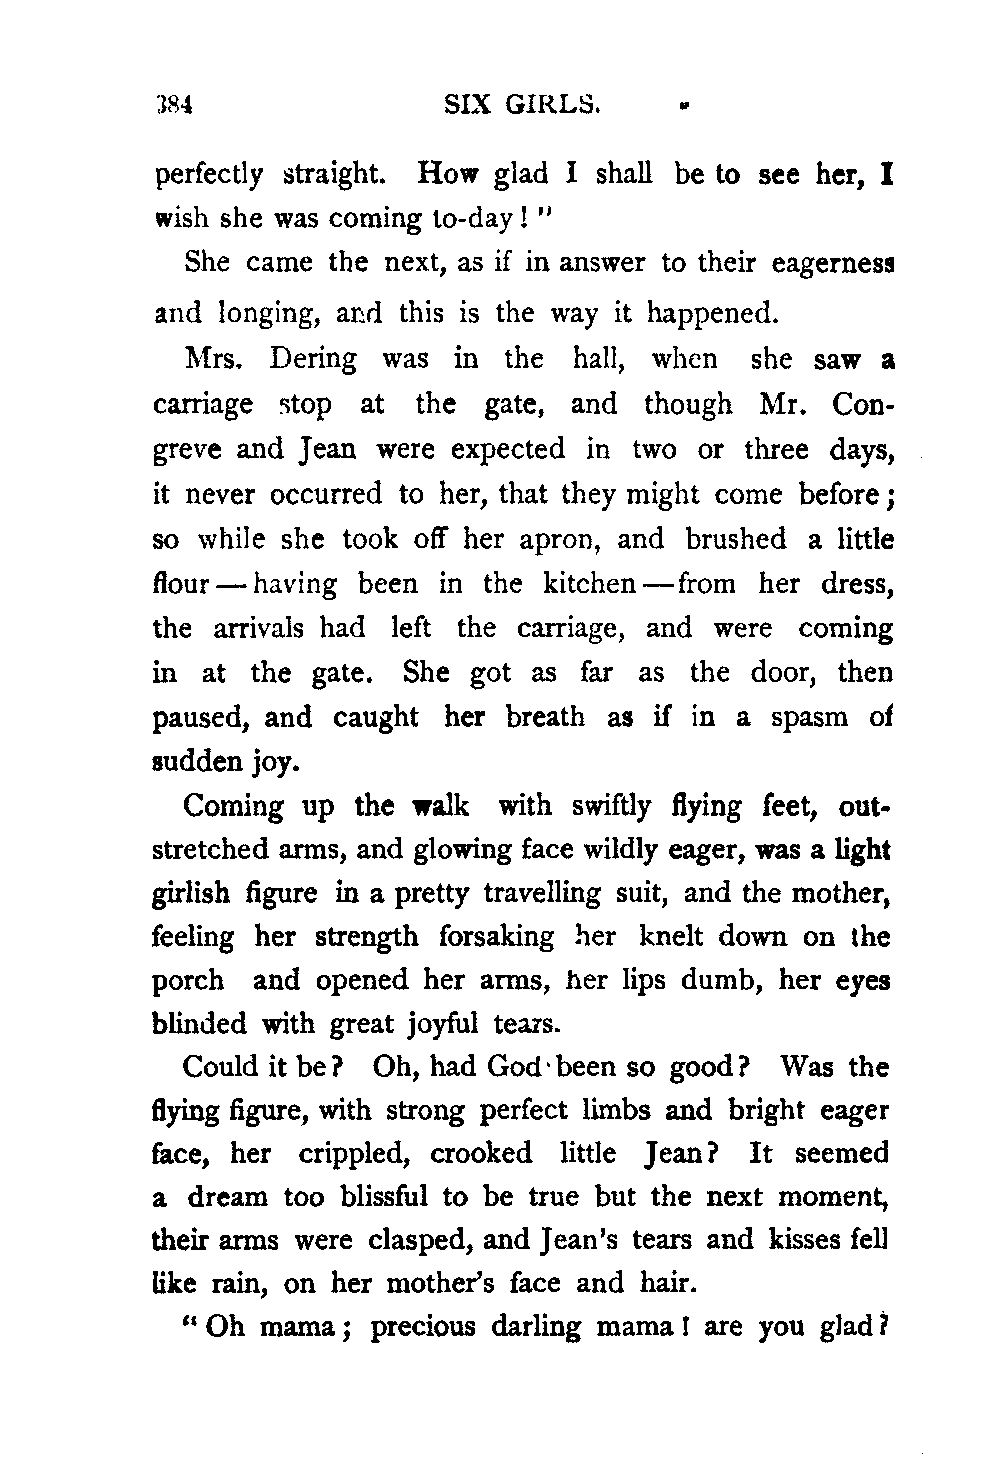 384 SIX GIRLS.
perfectly straight. How glad I shall be to see her, I
wish she was coming to-day ! "
She came the next, as if in answer to their eagerness
and longing, and this is the way it happened.
Mrs. Dering was in the hall, when she saw a
carriage stop at the gate, and though Mr. Con-
greve and Jean were expected in two or three days,
it never occurred to her, that they might come before ;
so while she took off her apron, and brushed a little
flour — having been in the kitchen — from her dress,
the arrivals had left the carriage, and were coming
in at the gate. She got as far as the door, then
paused, and caught her breath as if in a spasm of
sudden joy.
Coming up the walk with swiftly flying feet, out-
stretched arms, and glowing face wildly eager, was a light
girlish figure in a pretty travelling suit, and the mother,
feeling her strength forsaking her knelt down on the
porch and opened her arms, her lips dumb, her eyes
blinded with great joyful tears.
Could it be ? Oh, had God been so good ? Was the
flying figure, with strong perfect limbs and bright eager
face, her crippled, crooked little Jean ? It seemed
a dream too blissful to be true but the next moment,
their arms were clasped, and Jean's tears and kisses fell
like rain, on her mother's face and hair.
" Oh mama ; precious darling mama ! are you glad ?